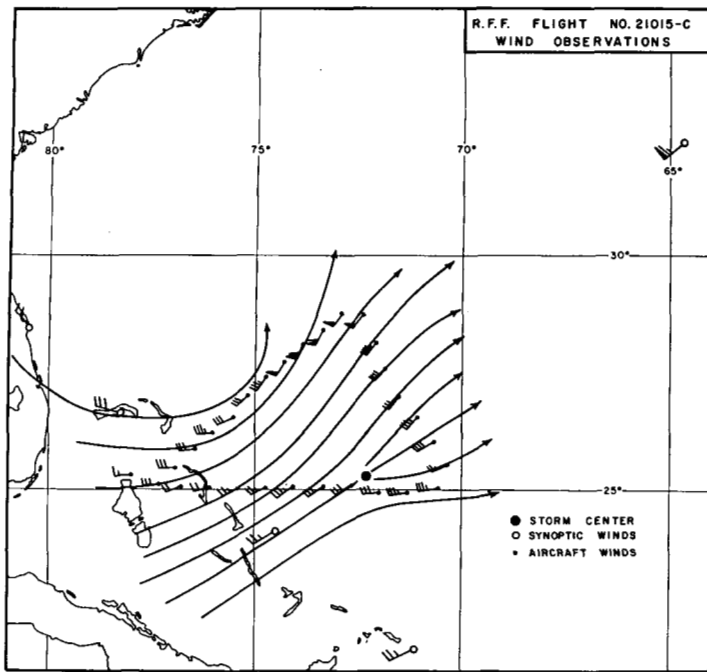 R.F.F. FLIGHT NO. 21015-C
WIND OBSERVATIONS
80°
75°
70°
65°
30°
25°
STORM CENTER
SYNOPTIC WINDS
AIRCRAFT WINDS